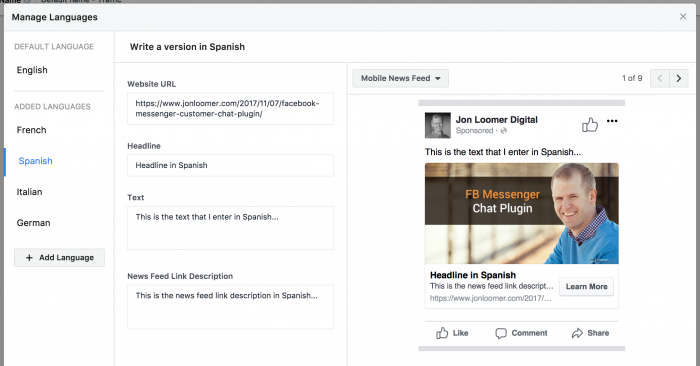 Default name - Traffic
Manage Languages
DEFAULT LANGUAGE
English
ADDED LANGUAGES
French
Spanish
Italian
German
+ Add Language
Write a version in Spanish
Website URL
https://www.jonloomer.com/2017/11/07/facebook-
messenger-customer-chat-plugin/
Headline
Headline in Spanish
Text
This is the text that I enter in Spanish...
News Feed Link Description
This is the news feed link description in Spanish...
Mobile News Feed
1 of 9
Jon Loomer Digital
Sponsored ·
This is the text that I enter in Spanish...
FB Messenger
Chat Plugin
Headline in Spanish
This is the news feed link descript...
https://www.jonloomer.com/2017/...
Learn More
Like
Comment
Share